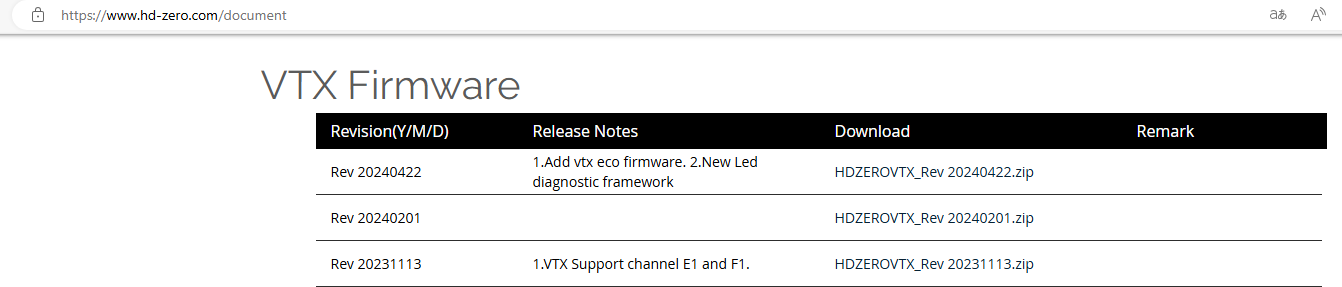 https://www.hd-zero.com/document
aあ
A
VTX Firmware
Revision(Y/M/D) Release Notes Download Remark
Rev 20240422 1.Add vtx eco firmware. 2.New Led diagnostic framework HDZEROVTX_Rev 20240422.zip
Rev 20240201 HDZEROVTX_Rev 20240201.zip
Rev 20231113 1.VTX Support channel E1 and F1. HDZEROVTX_Rev 20231113.zip